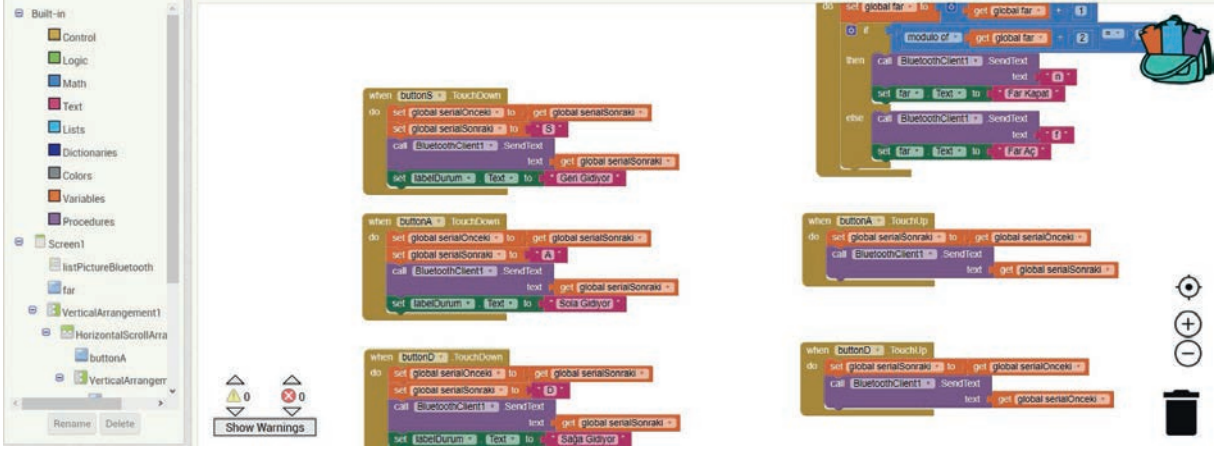 Built-in
Control
Logic
Math
Text
Lists
Dictionaries
Colors
Variables
Procedures
Screen1
listPictureBluetooth
far
VerticalArrangement1
HorizontalScrollArra
buttonA
VerticalArrangem
Rename Delete
0 0
Show Warnings
when buttonS .TouchDown
do set global serialOnceki to get global serialSonraki
set global serialSonraki to " S "
call BluetoothClient1 .SendText
text get global serialSonraki
set labelDurum . Text to " Geri Gidiyor "
when buttonA .TouchDown
do set global serialOnceki to get global serialSonraki
set global serialSonraki to " A "
call BluetoothClient1 .SendText
text get global serialSonraki
set labelDurum . Text to " Sola Gidiyor "
when buttonD .TouchDown
do set global serialOnceki to get global serialSonraki
set global serialSonraki to " D "
call BluetoothClient1 .SendText
text get global serialSonraki
set labelDurum . Text to " Sağa Gidiyor "
do set global far to get global far + 1
if modulo of get global far ÷ 2 =
then call BluetoothClient1 .SendText
text " n "
set far . Text to " Far Kapat "
else call BluetoothClient1 .SendText
text " f "
set far . Text to " Far Aç "
when buttonA .TouchUp
do set global serialSonraki to get global serialOnceki
call BluetoothClient1 .SendText
text get global serialSonraki
when buttonD .TouchUp
do set global serialSonraki to get global serialOnceki
call BluetoothClient1 .SendText
text get global serialOnceki